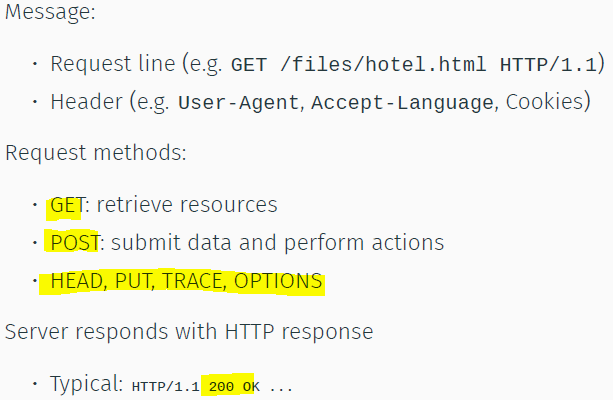 Message:
· Request line (e.g. GET /files/hotel.html HTTP/1.1)
· Header (e.g. User-Agent, Accept-Language, Cookies)
Request methods:
· GET: retrieve resources
· POST: submit data and perform actions
· HEAD, PUT, TRACE, OPTIONS
Server responds with HTTP response
· Typical: HTTP/1.1 200 OK ...